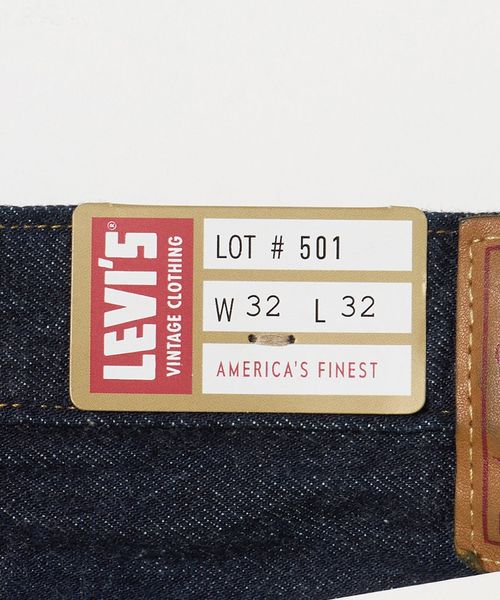 LEVI'S®
VINTAGE CLOTHING
LOT # 501
W 32 L 32
AMERICA'S FINEST